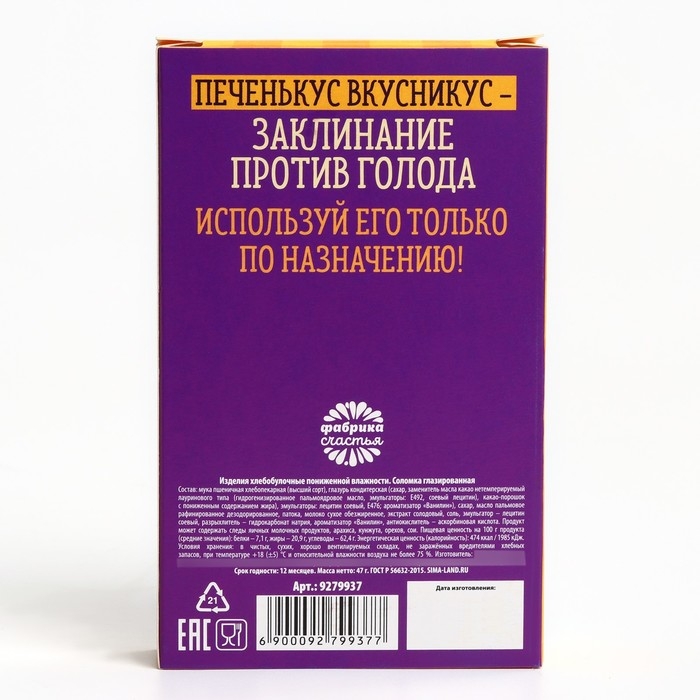 ПЕЧЕНЬКУС ВКУСНИКУС –
ЗАКЛИНАНИЕ
ПРОТИВ ГОЛОДА
ИСПОЛЬЗУЙ ЕГО ТОЛЬКО
ПО НАЗНАЧЕНИЮ!
фабрика
счастья
Изделия хлебобулочные пониженной влажности. Соломка глазированная
Состав: мука пшеничная хлебопекарная (высший сорт), глазурь кондитерская (сахар, заменитель масла какао нетемперируемый
лауринового типа (гидрогенизированное пальмоядровое масло, эмульгаторы: Е492, соевый лецитин), какао-порошок
с пониженным содержанием жира), эмульгаторы: лецитин соевый, Е476; ароматизатор «Ванилин»), сахар, масло пальмовое
рафинированное дезодорированное, патока, молоко сухое обезжиренное, экстракт солодовый, соль, эмульгатор – лецитин
соевый, разрыхлитель – гидрокарбонат натрия, ароматизатор «Ванилин», антиокислитель – аскорбиновая кислота. Продукт
может содержать следы яичных молочных продуктов, арахиса, кунжута, орехов, сои. Пищевая ценность на 100 г продукта
(средние значения): белки – 7,1 г, жиры – 20,9 г, углеводы – 62,4 г. Энергетическая ценность (калорийность): 474 ккал / 1985 кДж.
Условия хранения: в чистых, сухих, хорошо вентилируемых складах, не заражённых вредителями хлебных
запасов, при температуре +18 (±5) °С и относительной влажности воздуха не более 75 %. Изготовитель:
Срок годности: 12 месяцев. Масса нетто: 47 г. ГОСТ Р 56632-2015. SIMA-LAND.RU
Арт.: 9279937
Дата изготовления:
21
EAC
6 900092 799377